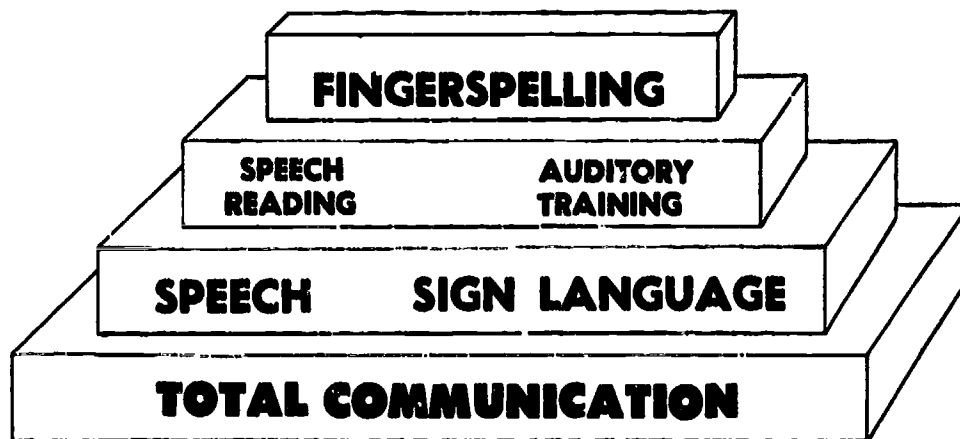 FINGERSPELLING
SPEECH READING
AUDITORY TRAINING
SPEECH SIGN LANGUAGE
TOTAL COMMUNICATION